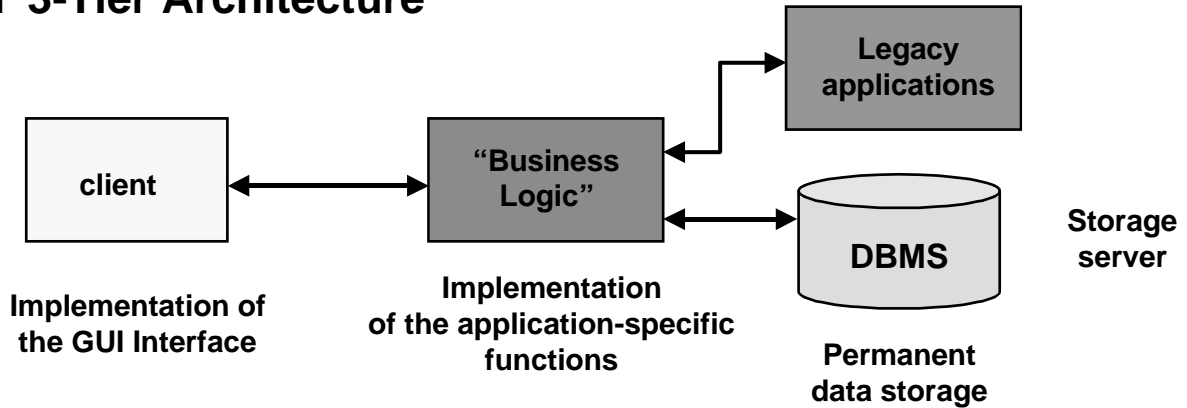 3-Tier Architecture
Legacy
applications
“Business
Logic”
client
DBMS
Storage
server
Implementation of
the GUI Interface
Implementation
of the application-specific
functions
Permanent
data storage